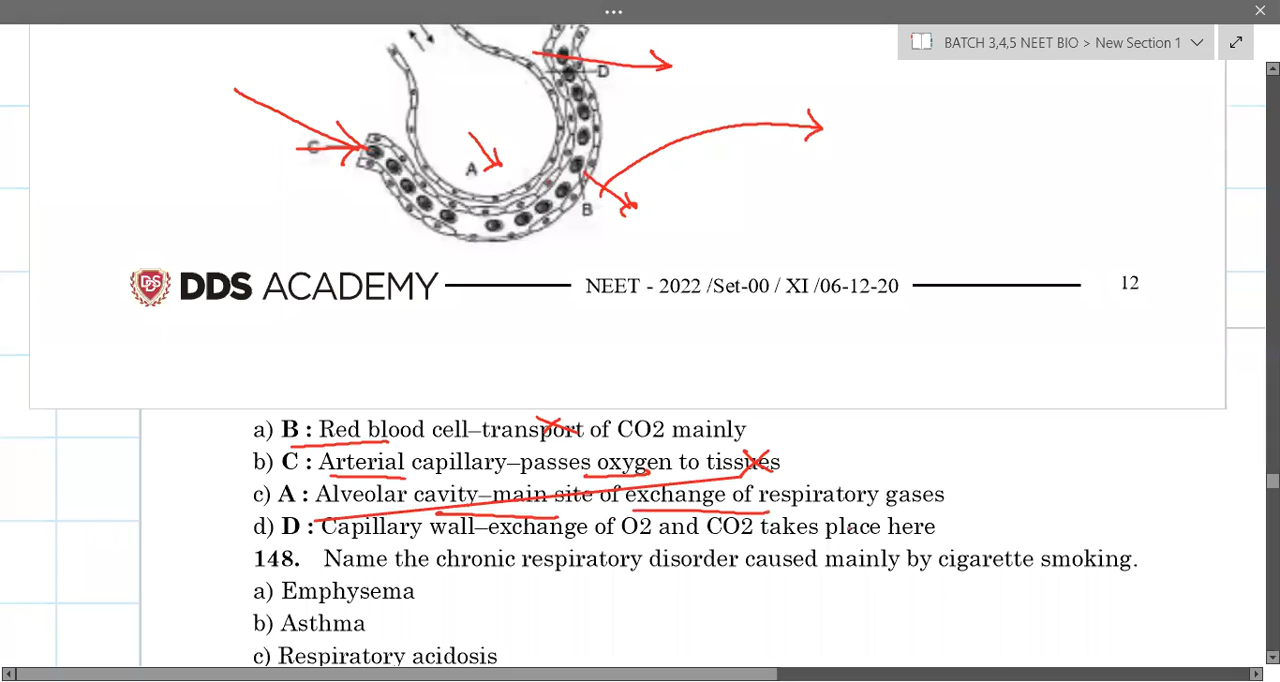 BATCH 3,4,5 NEET BIO > New Section 1
D
C
A
B
DDS ACADEMY NEET - 2022 /Set-00 / XI /06-12-20 12
a) B : Red blood cell–transport of CO2 mainly
b) C : Arterial capillary–passes oxygen to tissues
c) A : Alveolar cavity–main site of exchange of respiratory gases
d) D : Capillary wall–exchange of O2 and CO2 takes place here
148. Name the chronic respiratory disorder caused mainly by cigarette smoking.
a) Emphysema
b) Asthma
c) Respiratory acidosis